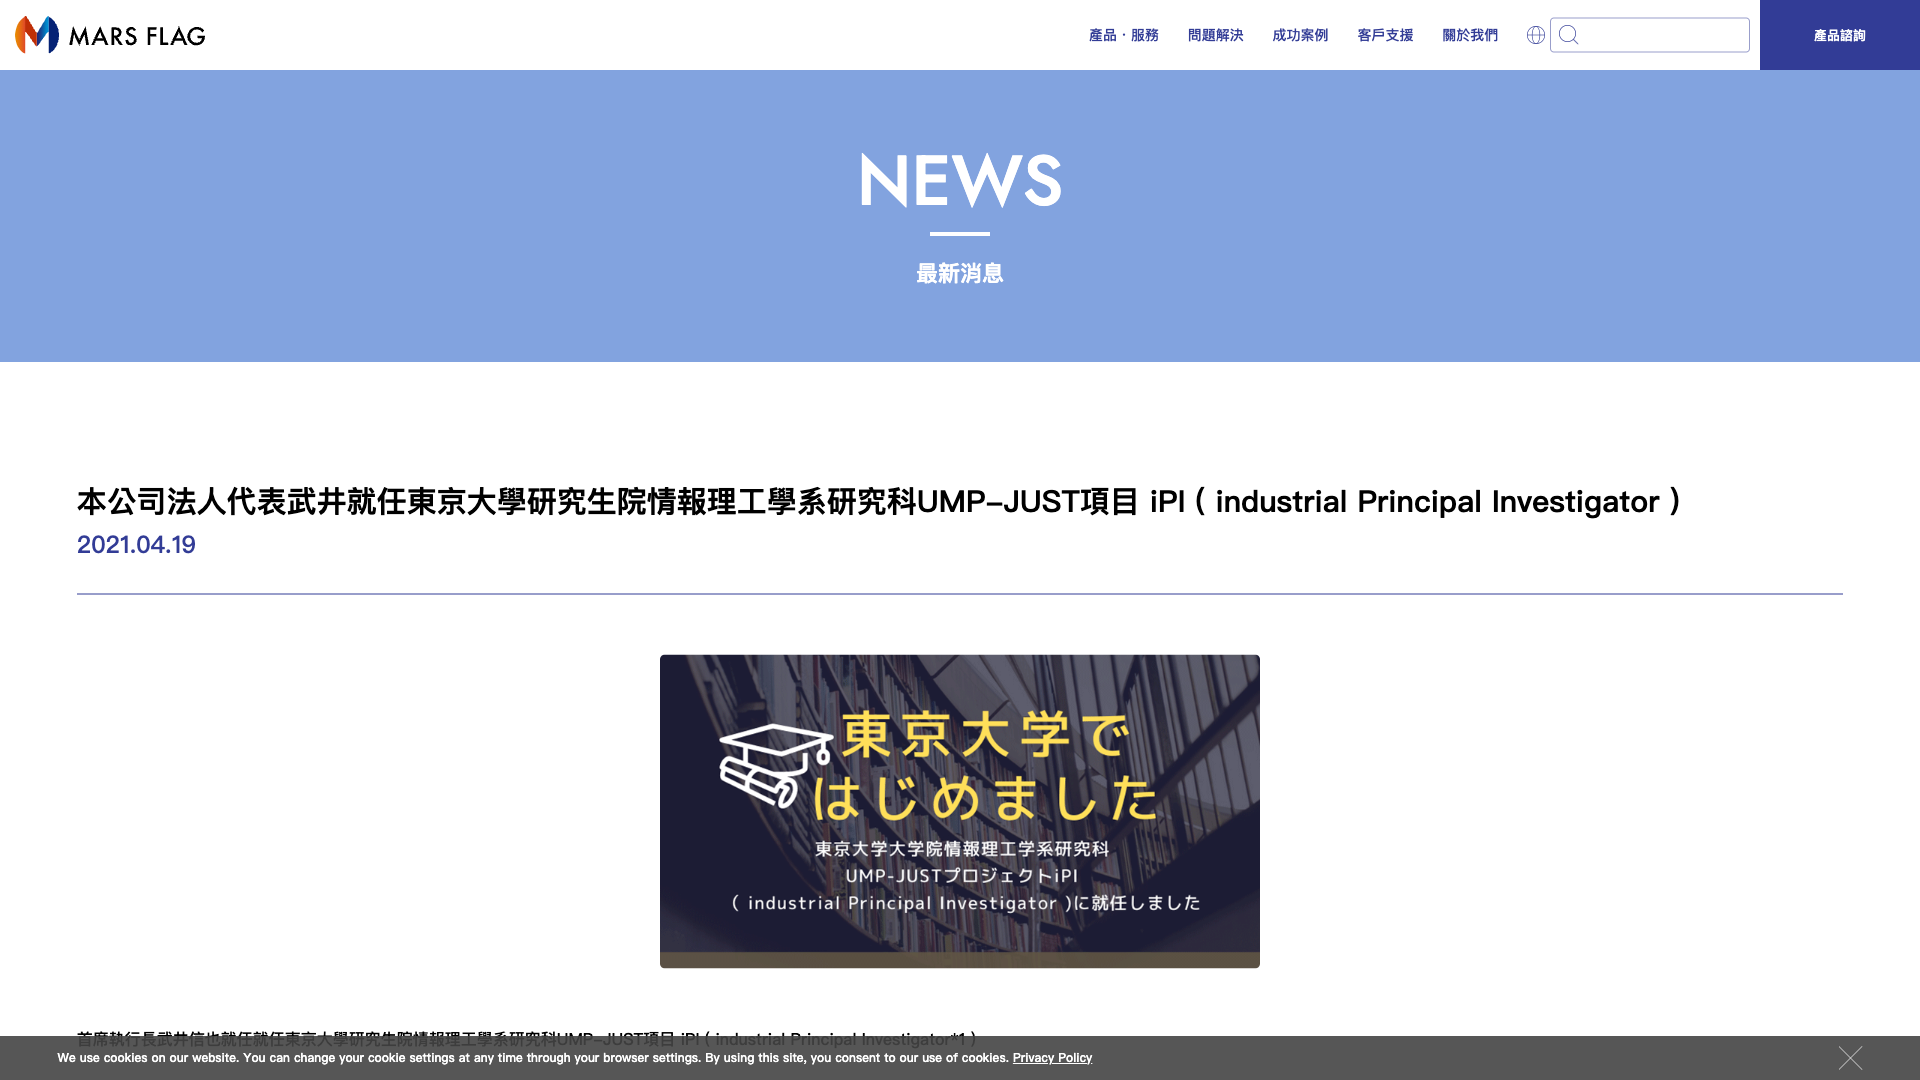 MARS FLAG
產品・服務
問題解決
成功案例
客戶支援
關於我們
產品諮詢
NEWS
最新消息
本公司法人代表武井就任東京大學研究生院情報理工學系研究科UMP-JUST項目 iPI ( industrial Principal Investigator )
2021.04.19
東京大学で
はじめました
東京大学大学院情報理工学系研究科
UMP-JUSTプロジェクトiPI
( industrial Principal Investigator )に就任しました
首席執行長武井信也就任就任東京大學研究生院情報理工學系研究科UMP-JUST項目 iPI ( industrial Principal Investigator*1 )
We use cookies on our website. You can change your cookie settings at any time through your browser settings. By using this site, you consent to our use of cookies. Privacy Policy